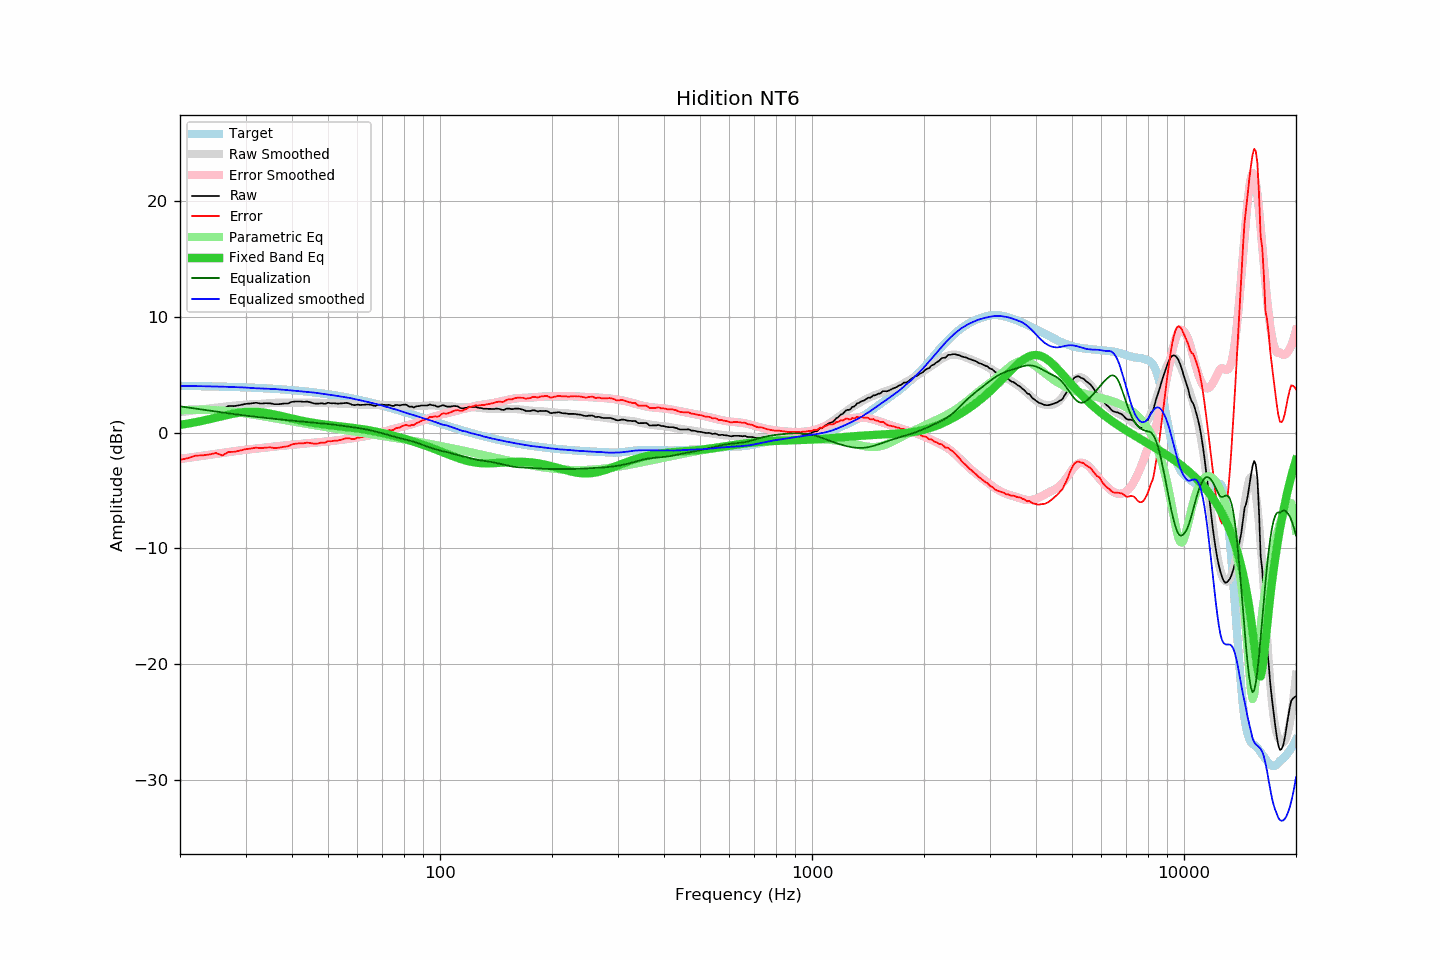 Hidition NT6
Target
Raw Smoothed
Error Smoothed
Raw
Error
Parametric Eq
Fixed Band Eq
Equalization
Equalized smoothed
20
10
0
−10
−20
−30
Amplitude (dBr)
100
1000
10000
Frequency (Hz)